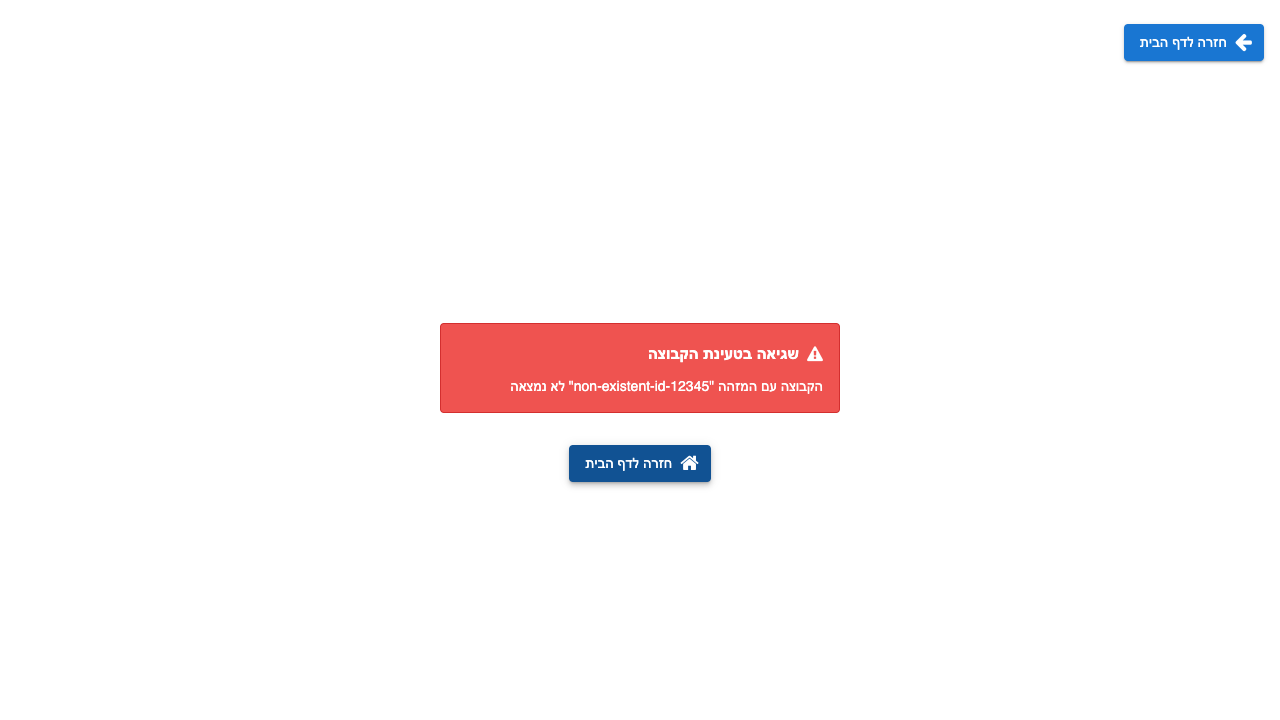 חזרה לדף הבית
שגיאה בטעינת הקבוצה
הקבוצה עם המזהה "non-existent-id-12345" לא נמצאה
חזרה לדף הבית